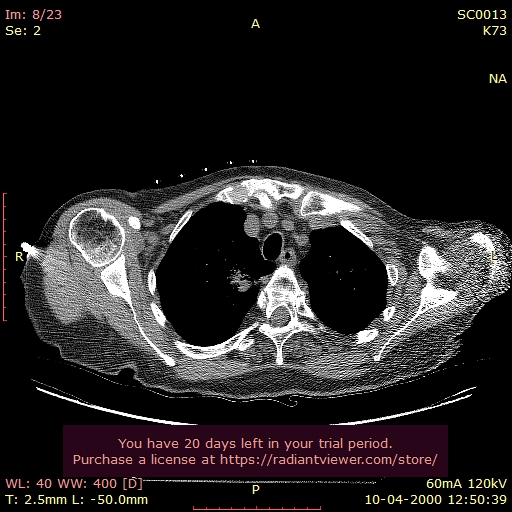 Im: 8/23
Se: 2
A
SC0013
K73
NA
R
L
You have 20 days left in your trial period.
Purchase a license at https://radiantviewer.com/store/
WL: 40 WW: 400 [D]
T: 2.5mm L: -50.0mm
P
60mA 120kV
10-04-2000 12:50:39